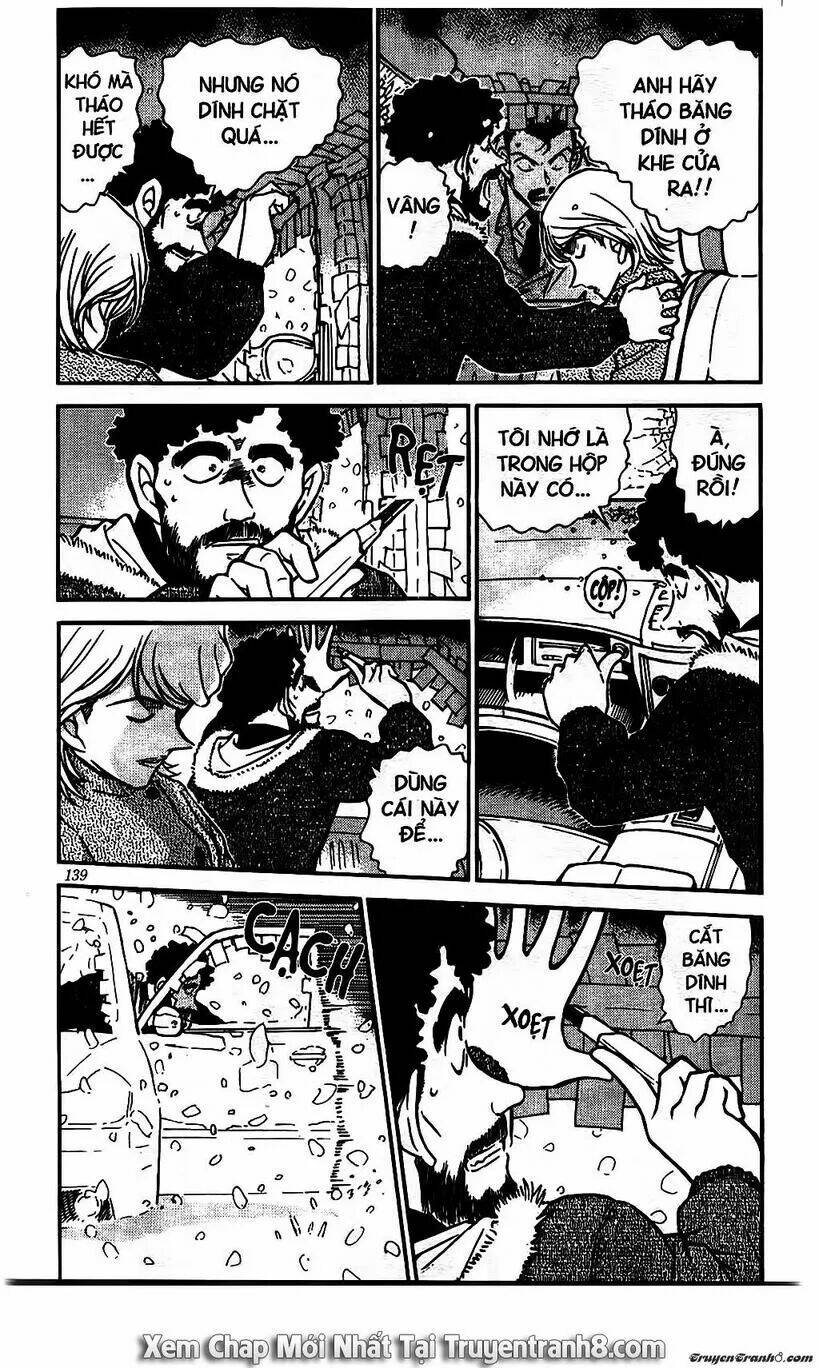 ANH HÃY
THÁO BĂNG
DÍNH Ở
KHE CỬA
RA!!
VÂNG
!
NHƯNG NÓ
DÍNH CHẶT
QUÁ...
KHÓ MÀ
THÁO
HẾT
ĐƯỢC
...
À,
ĐÚNG
RỒI!
TÔI NHỚ LÀ
TRONG HỘP
NÀY CÓ...
CỘP!
RẸT
DÙNG
CÁI NÀY
ĐỂ...
139
CẮT
BĂNG
DÍNH
THÌ...
XOẸT
XOẸT
CẠCH
Xem Chap Mới Nhất Tại Truyentranh8.com
TruyenTranh8.com